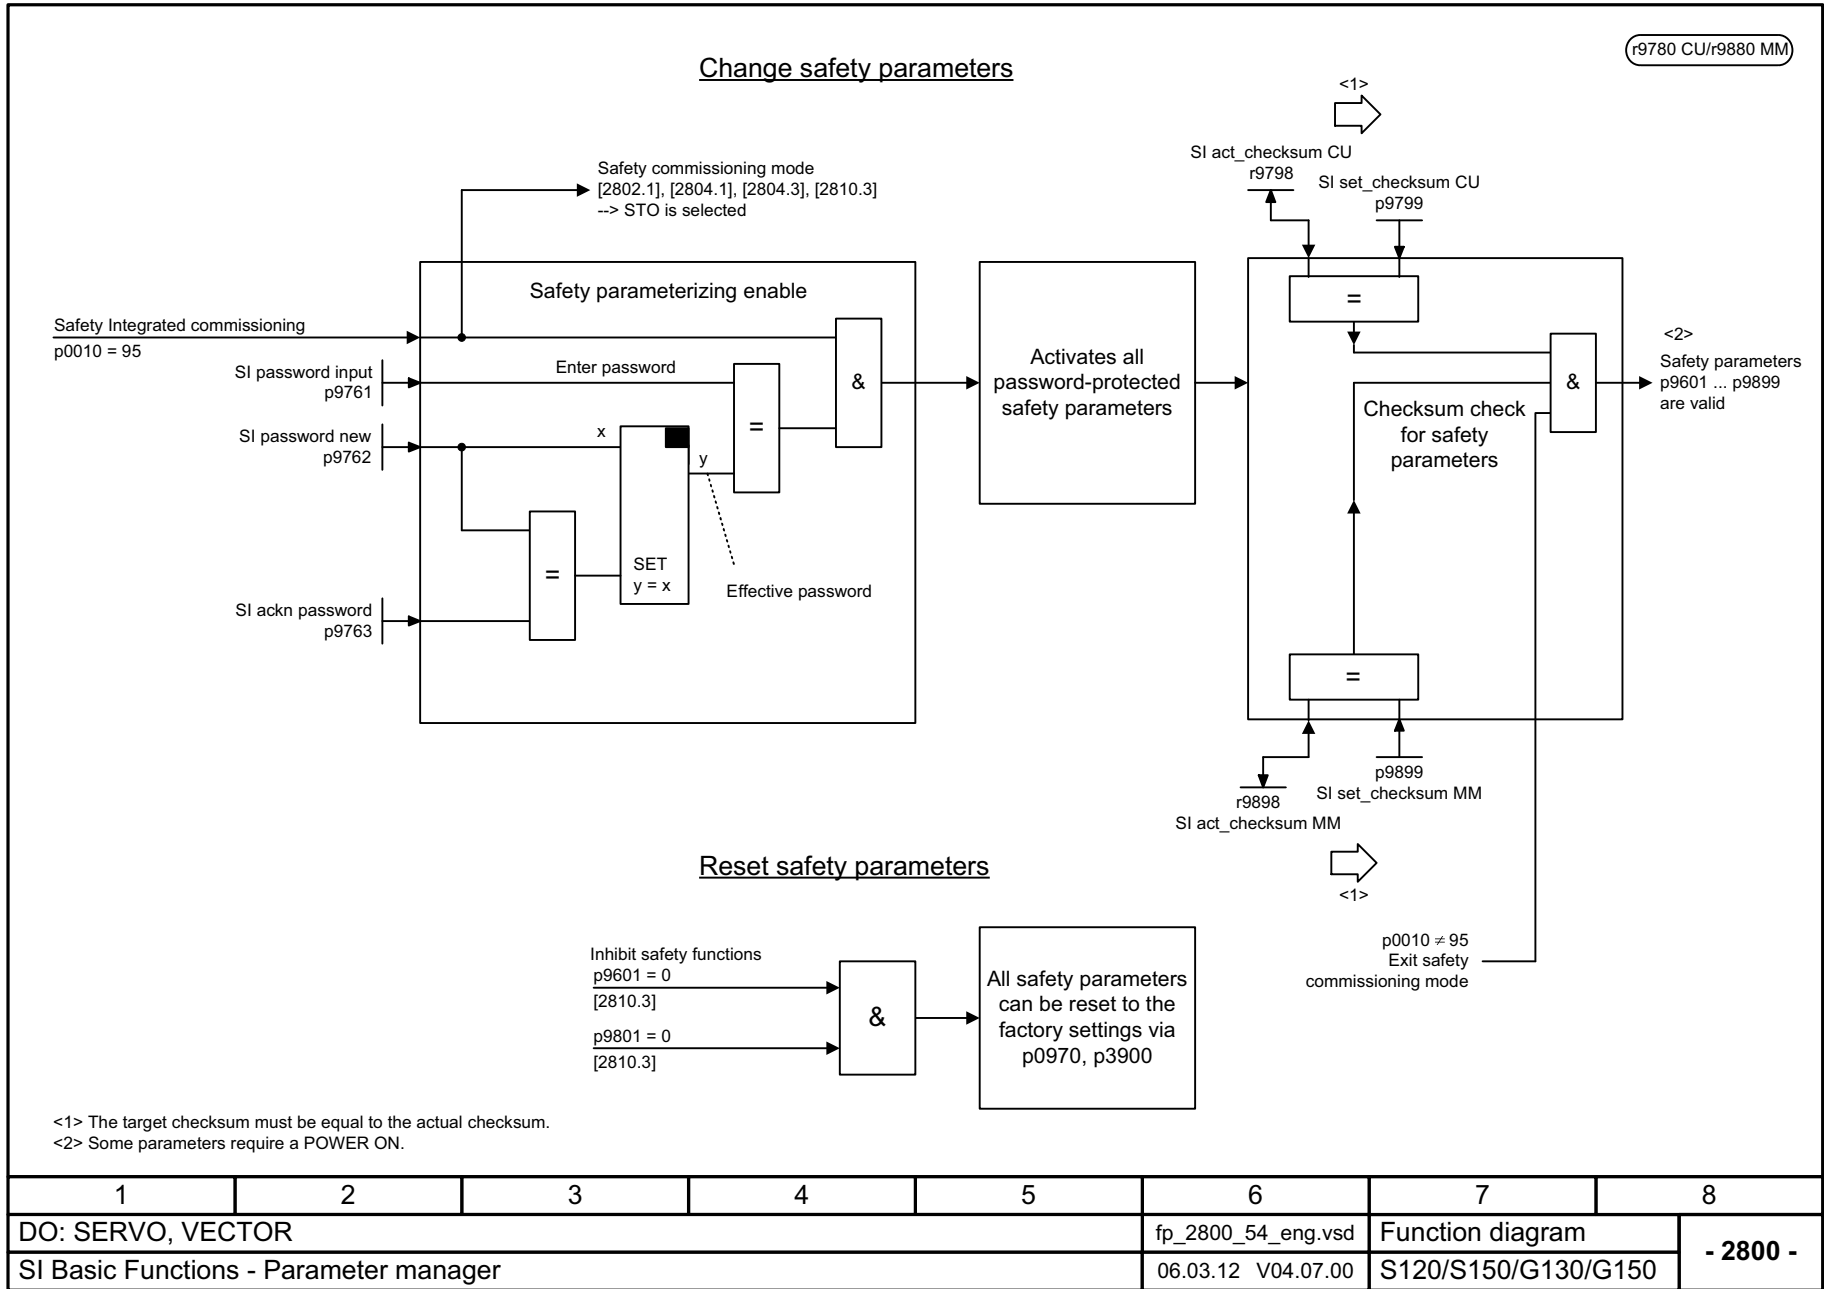 r9780 CU/r9880 MM
Change safety parameters
<1>
SI act_checksum CU
r9798
SI set_checksum CU
p9799
Safety commissioning mode
[2802.1], [2804.1], [2804.3], [2810.3]
--> STO is selected
Safety parameterizing enable
Safety Integrated commissioning
p0010 = 95
SI password input
p9761
Enter password
SI password new
p9762
x
y
=
&
=
SET
y = x
Effective password
SI ackn password
p9763
Activates all
password-protected
safety parameters
=
&
Checksum check
for safety
parameters
=
<2>
Safety parameters
p9601 ... p9899
are valid
p9899
SI set_checksum MM
r9898
SI act_checksum MM
<1>
p0010 ≠ 95
Exit safety
commissioning mode
Reset safety parameters
Inhibit safety functions
p9601 = 0
[2810.3]
p9801 = 0
[2810.3]
&
All safety parameters
can be reset to the
factory settings via
p0970, p3900
<1> The target checksum must be equal to the actual checksum.
<2> Some parameters require a POWER ON.
1 2 3 4 5 6 7 8
DO: SERVO, VECTOR
fp_2800_54_eng.vsd
Function diagram
- 2800 -
SI Basic Functions - Parameter manager
06.03.12 V04.07.00
S120/S150/G130/G150